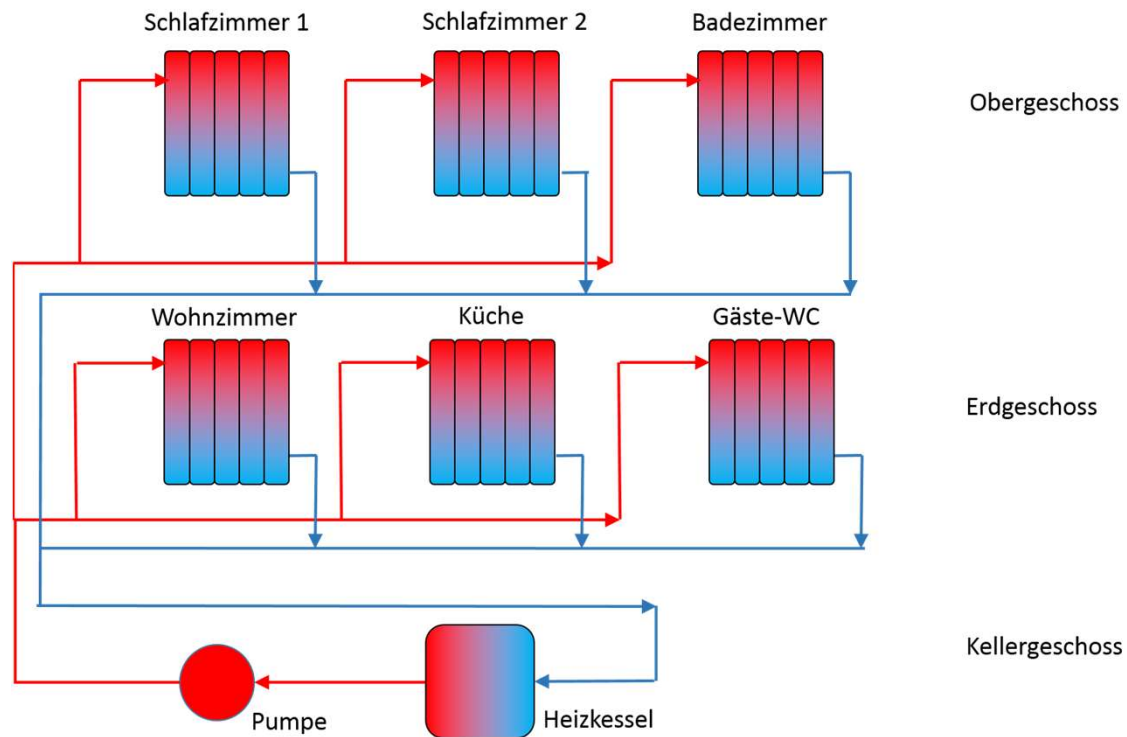 Schlafzimmer 1
Schlafzimmer 2
Badezimmer
Obergeschoss
Wohnzimmer
Küche
Gäste-WC
Erdgeschoss
Kellergeschoss
Pumpe
Heizkessel